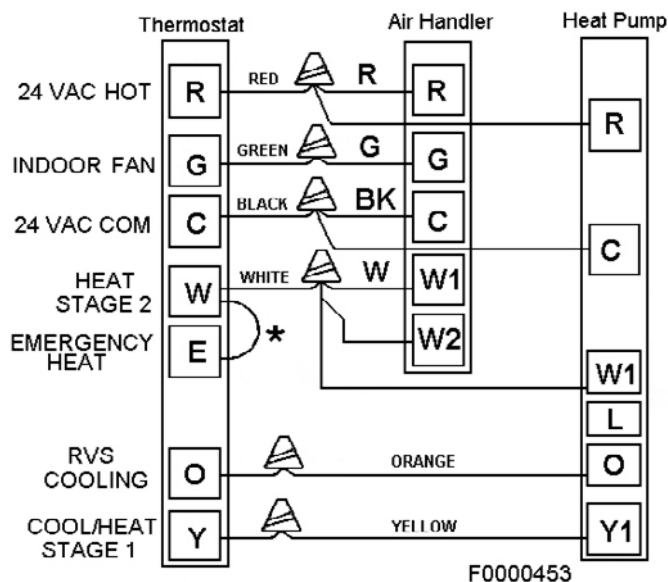 Thermostat
Air Handler
Heat Pump
24 VAC HOT
R
RED
R
R
R
INDOOR FAN
G
GREEN
G
G
24 VAC COM
C
BLACK
BK
C
C
HEAT
STAGE 2
W
WHITE
W
W1
EMERGENCY
HEAT
E
*
W2
W1
L
RVS
COOLING
O
ORANGE
O
COOL/HEAT
STAGE 1
Y
YELLOW
Y1
F0000453